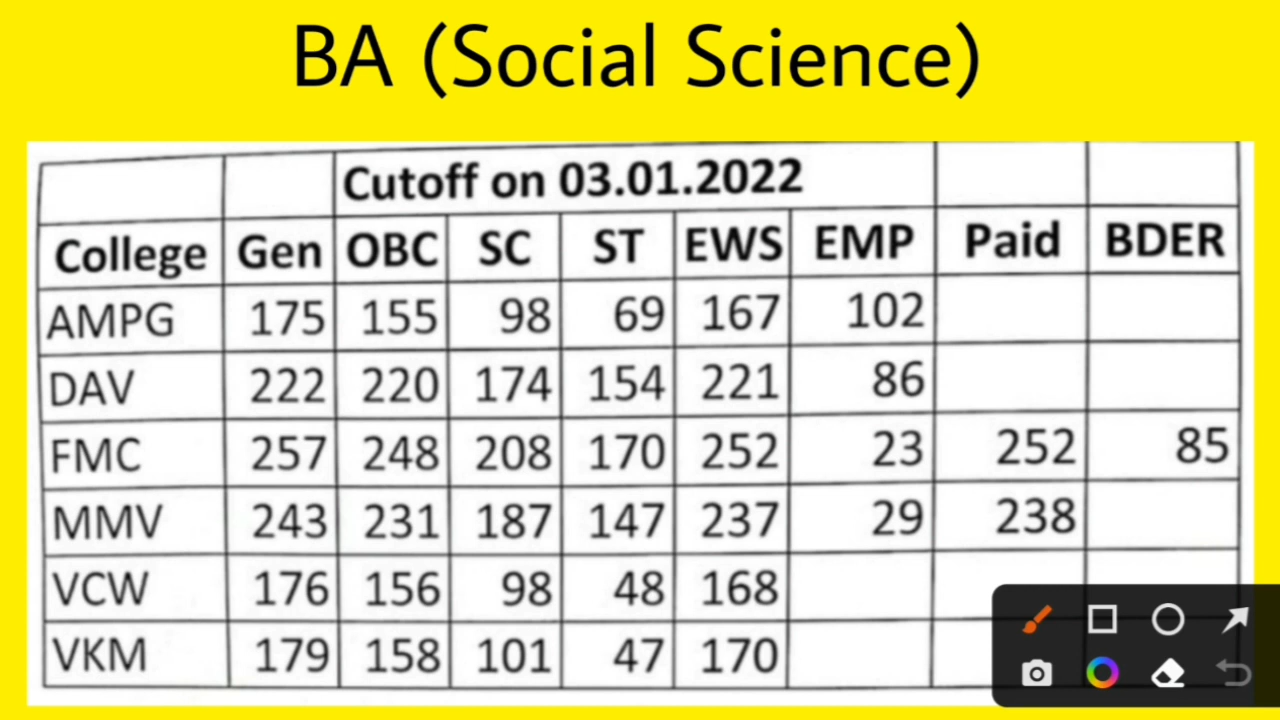 BA (Social Science)
Cutoff on 03.01.2022
College Gen OBC SC ST EWS EMP Paid BDER
AMPG 175 155 98 69 167 102
DAV 222 220 174 154 221 86
FMC 257 248 208 170 252 23 252 85
MMV 243 231 187 147 237 29 238
VCW 176 156 98 48 168
VKM 179 158 101 47 170